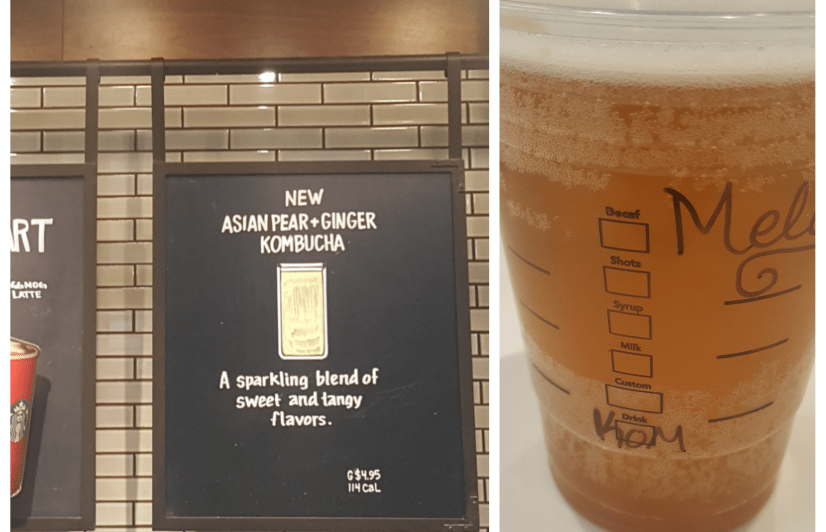 ART
EGGNOG
LATTE
NEW
ASIAN PEAR + GINGER
KOMBUCHA
A sparkling blend of
sweet and tangy
flavors.
G $4.95
114 CAL
Decaf
Shots
Syrup
Milk
Custom
Drink
KOM